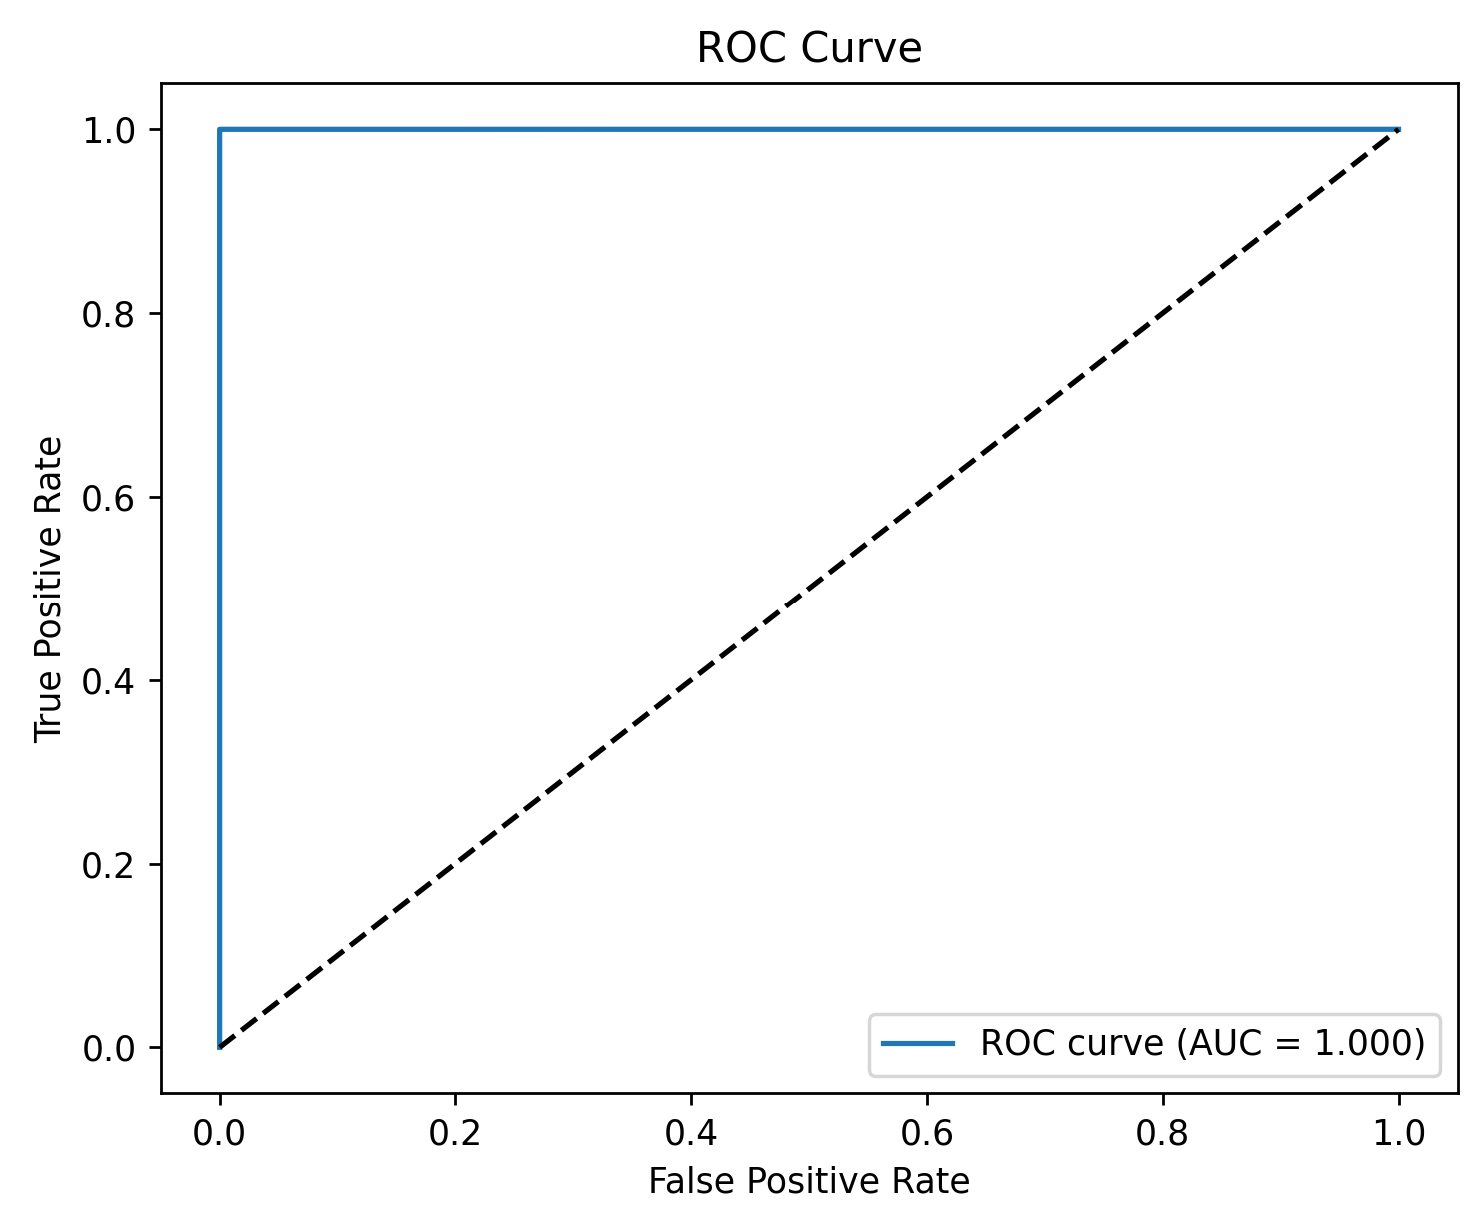 ROC Curve
1.0
0.8
0.6
0.4
0.2
0.0
True Positive Rate
ROC curve (AUC = 1.000)
0.0 0.2 0.4 0.6 0.8 1.0
False Positive Rate